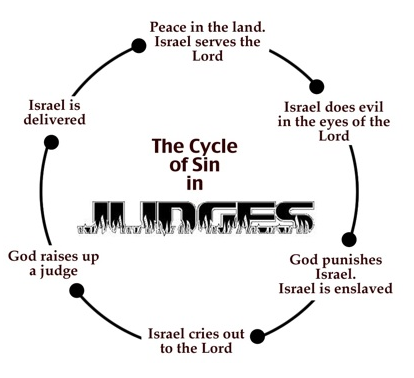 Peace in the land.
Israel serves the
Lord
Israel does evil
in the eyes of the
Lord
God punishes
Israel.
Israel is enslaved
Israel cries out
to the Lord
God raises up
a judge
Israel is
delivered
The Cycle
of Sin
in
JUDGES